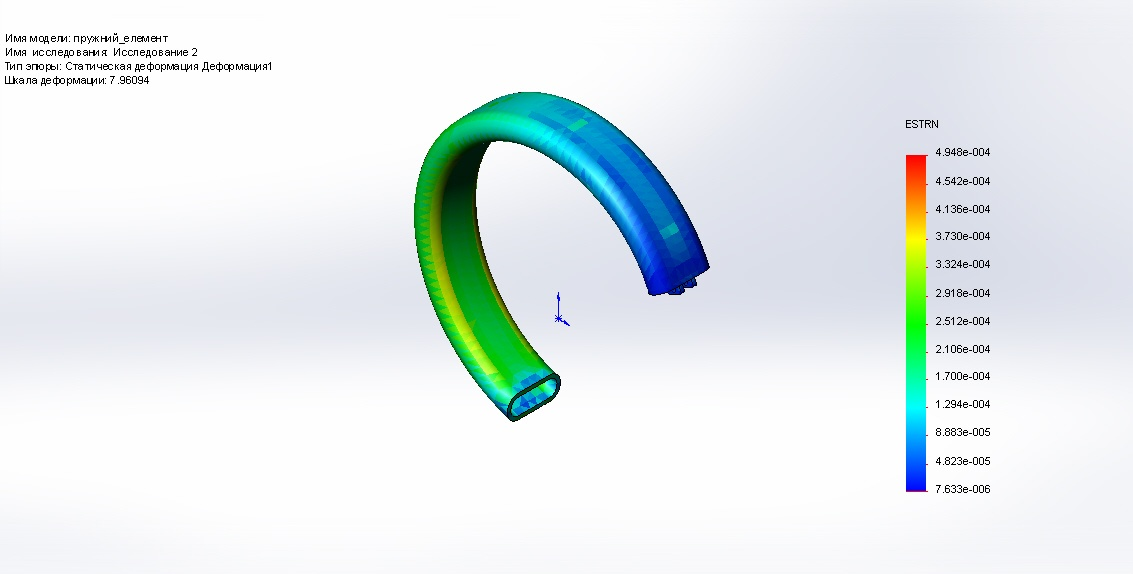 Имя модели: пружний_елемент
Имя исследования: Исследование 2
Тип эпюры: Статическая деформация Деформация1
Шкала деформации: 7.96094
ESTRN
4.948e-004
4.542e-004
4.136e-004
3.730e-004
3.324e-004
2.918e-004
2.512e-004
2.106e-004
1.700e-004
1.294e-004
8.883e-005
4.823e-005
7.633e-006